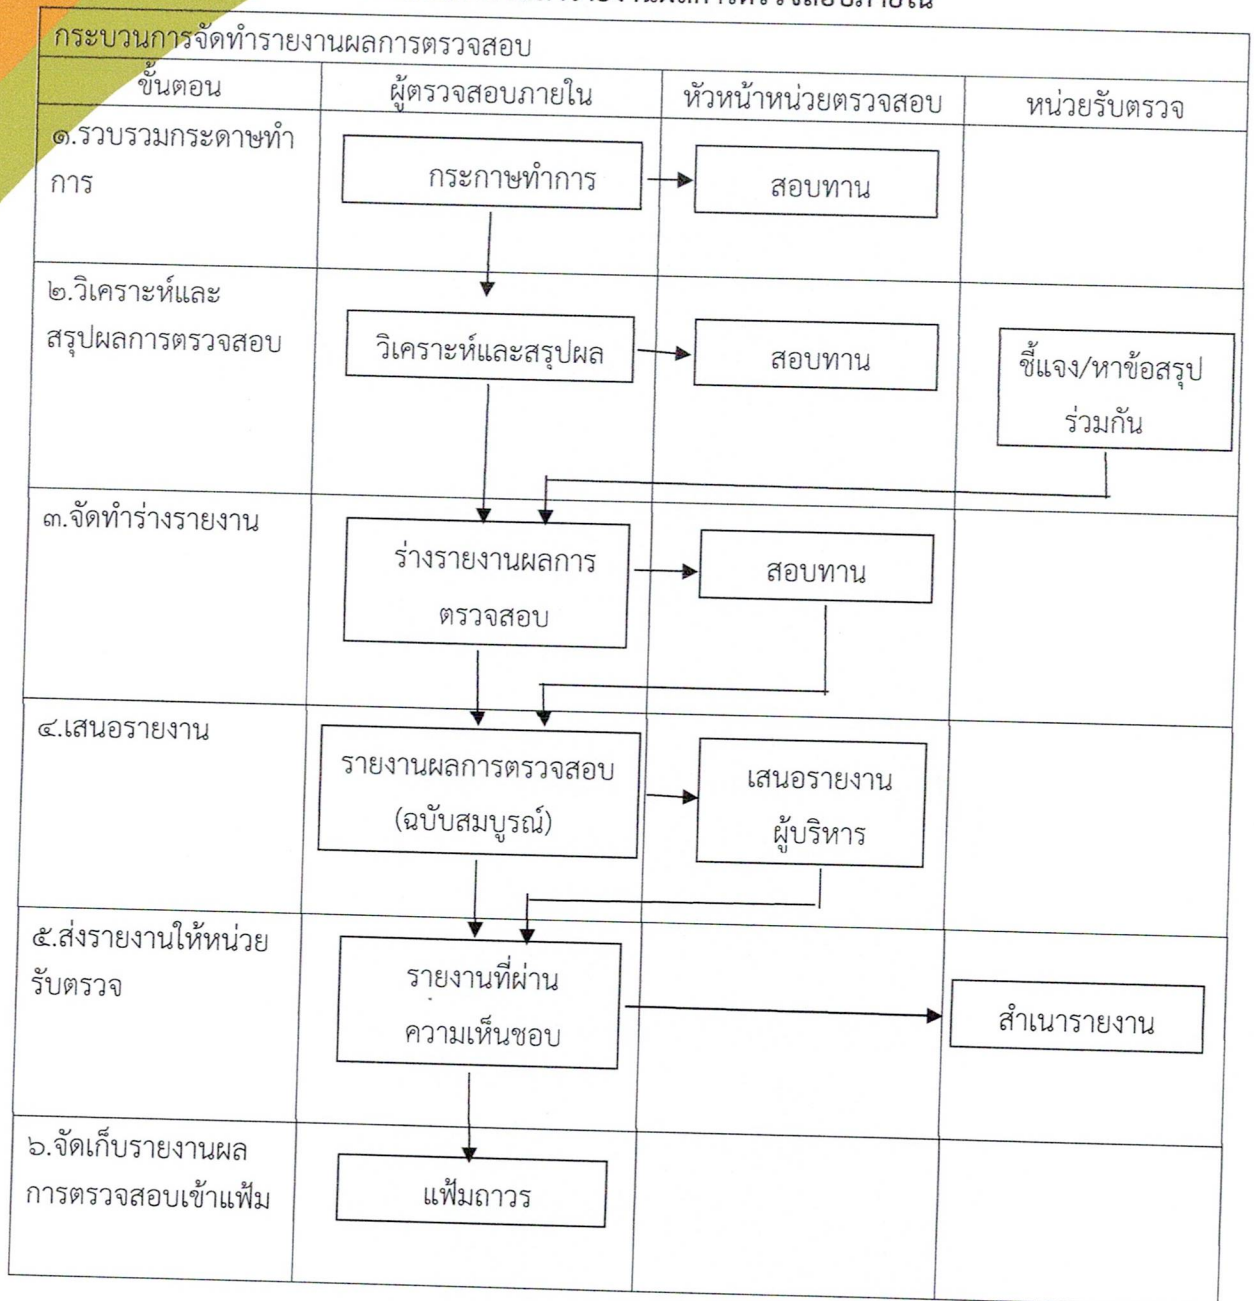 กระบวนการจัดทำรายงานผลการตรวจสอบ
ขั้นตอน
ผู้ตรวจสอบภายใน
หัวหน้าหน่วยตรวจสอบ
หน่วยรับตรวจ
๑.รวบรวมกระดาษทำ
การ
กระกาษทำการ
สอบทาน
๒.วิเคราะห์และ
สรุปผลการตรวจสอบ
วิเคราะห์และสรุปผล
สอบทาน
ชี้แจง/หาข้อสรุป
ร่วมกัน
๓.จัดทำร่างรายงาน
ร่างรายงานผลการ
ตรวจสอบ
สอบทาน
๔.เสนอรายงาน
รายงานผลการตรวจสอบ
(ฉบับสมบูรณ์)
เสนอรายงาน
ผู้บริหาร
๕.ส่งรายงานให้หน่วย
รับตรวจ
รายงานที่ผ่าน
ความเห็นชอบ
สำเนารายงาน
๖.จัดเก็บรายงานผล
การตรวจสอบเข้าแฟ้ม
แฟ้มถาวร